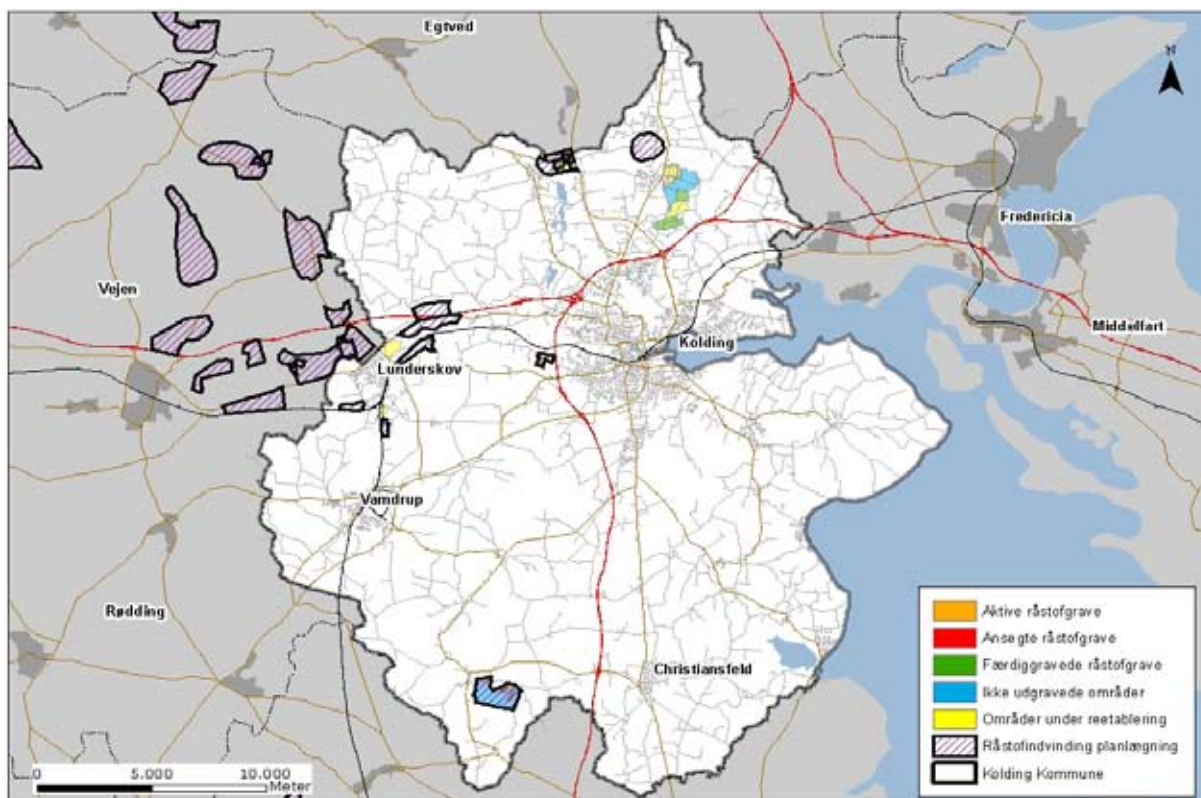 Egtved
N
Fredericia
Vejen
Middelfart
Kolding
Lunderskov
Vamdrup
Rødding
Christiansfeld
Aktive råstofgrave
Ansøgte råstofgrave
Færdiggravede råstofgrave
Ikke udgravede områder
Områder under reetablering
Råstofindvinding planlægning
Kolding Kommune
0 5.000 10.000
Meter